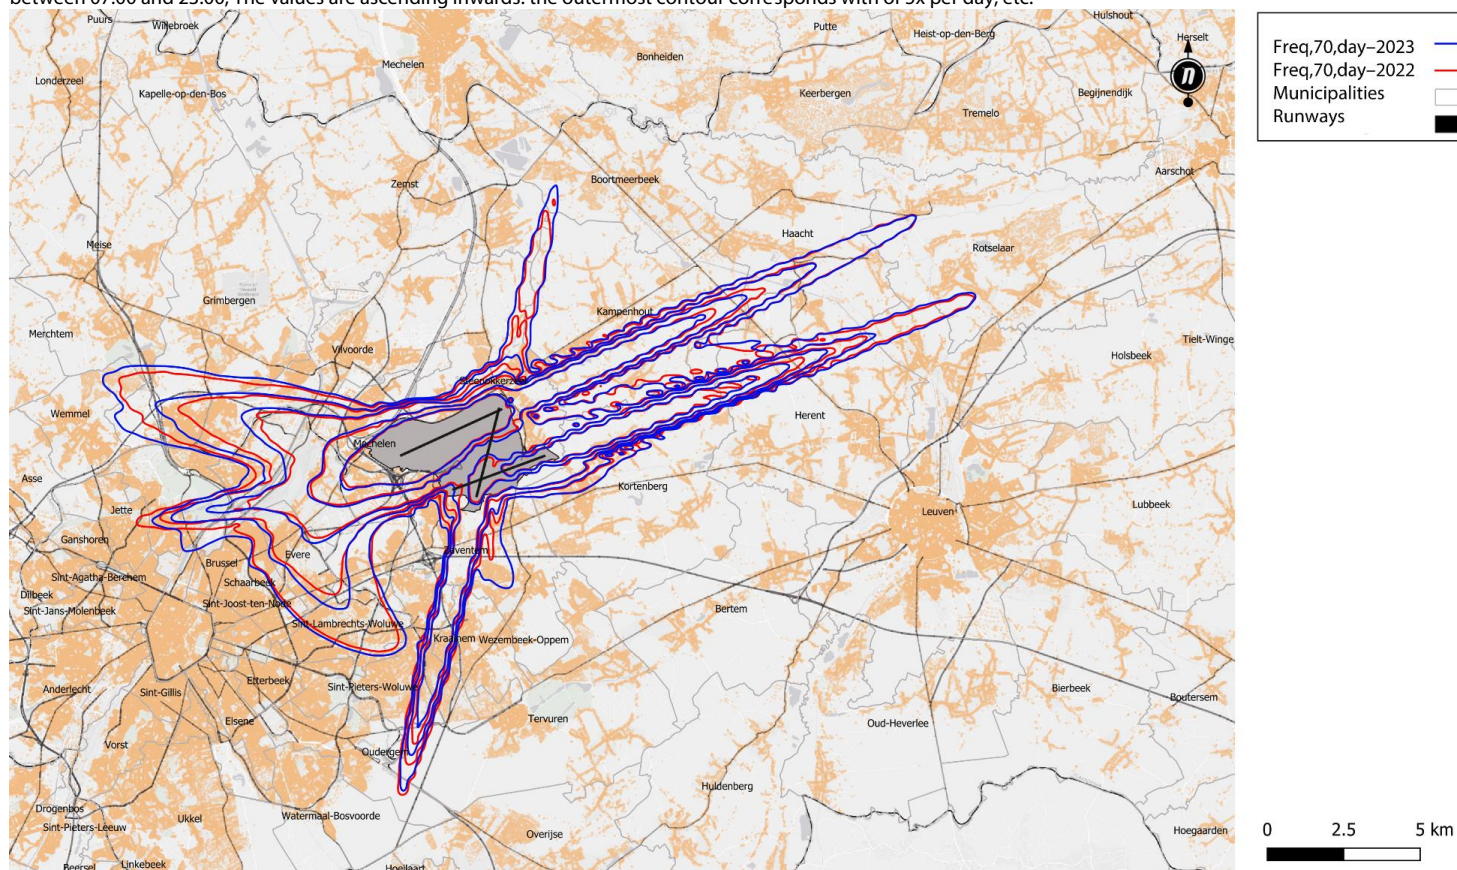 between 07:00 and 23:00, The values are ascending inwards: the outermost contour corresponds with of 5x per day, etc.
Puurs
Willebroek
Putte
Hulshout
Heist-op-den-Berg
Herselt
Freq,70,day–2023
Freq,70,day–2022
Municipalities
Runways
Mechelen
Bonheiden
n
Londerzeel
Kapelle-op-den-Bos
Keerbergen
Begijnendijk
Tremelo
Zemst
Boortmeerbeek
Aarschot
Meise
Haacht
Rotselaar
Grimbergen
Kampenhout
Merchtem
Tielt-Winge
Vilvoorde
Holsbeek
Steenokkerzeel
Wemmel
Herent
Mechelen
Asse
Kortenberg
Jette
Leuven
Lubbeek
Ganshoren
Evere
Zaventem
Brussel
Sint-Agatha-Berchem
Schaarbeek
Dilbeek
Sint-Jans-Molenbeek
Sint-Joost-ten-Node
Bertem
Sint-Lambrechts-Woluwe
Kraainem
Wezembeek-Oppem
Anderlecht
Sint-Gillis
Etterbeek
Sint-Pieters-Woluwe
Bierbeek
Boutersem
Elsene
Tervuren
Oud-Heverlee
Vorst
Oudergem
Huldenberg
Drogenbos
Ukkel
Watermaal-Bosvoorde
Sint-Pieters-Leeuw
Overijse
Hoegaarden
0 2.5 5 km
Beersel
Linkebeek
Hoeilaart